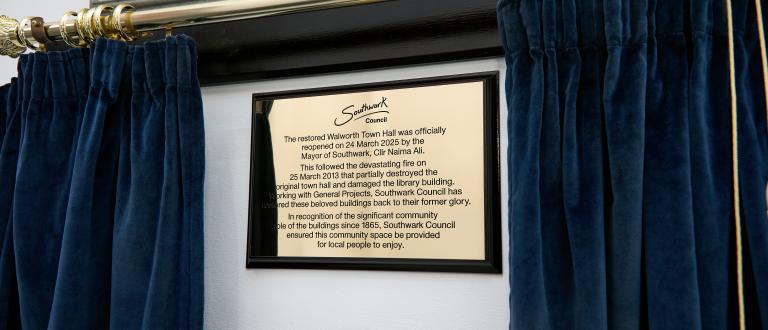 Southwark
Council
The restored Walworth Town Hall was officially
reopened on 24 March 2025 by the
Mayor of Southwark, Cllr Naima Ali.
This followed the devastating fire on
25 March 2013 that partially destroyed the
original town hall and damaged the library building.
orking with General Projects, Southwark Council has
ored these beloved buildings back to their former glory.
In recognition of the significant community
ole of the buildings since 1865, Southwark Council
ensured this community space be provided
for local people to enjoy.